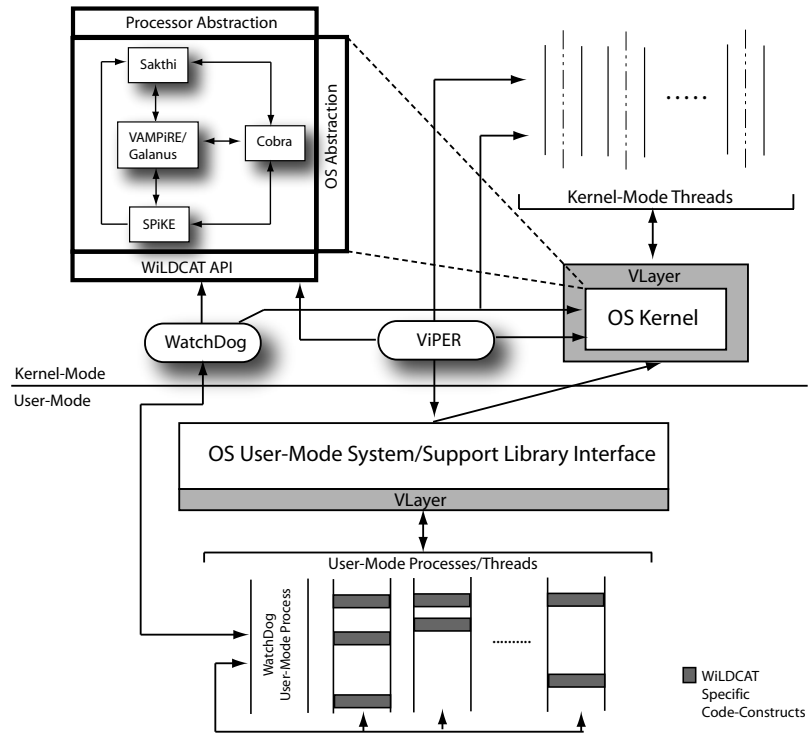 Processor Abstraction
Sakthi
VAMPiRE/
Galanus
Cobra
SPiKE
OS Abstraction
WiLDCAT API
.....
Kernel-Mode Threads
VLayer
OS Kernel
WatchDog
ViPER
Kernel-Mode
User-Mode
OS User-Mode System/Support Library Interface
VLayer
User-Mode Processes/Threads
WatchDog
User-Mode Process
..........
WiLDCAT
Specific
Code-Constructs